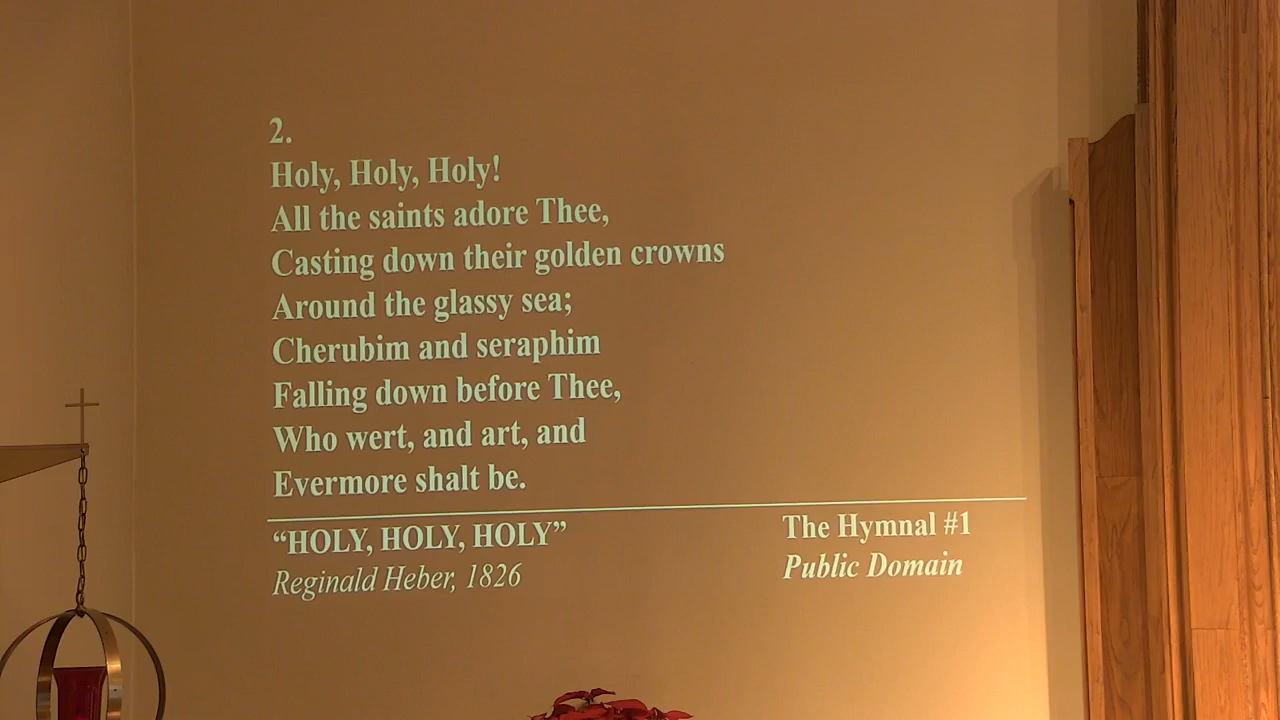 2.
Holy, Holy, Holy!
All the saints adore Thee,
Casting down their golden crowns
Around the glassy sea;
Cherubim and seraphim
Falling down before Thee,
Who wert, and art, and
Evermore shalt be.
“HOLY, HOLY, HOLY” The Hymnal #1
Reginald Heber, 1826 Public Domain